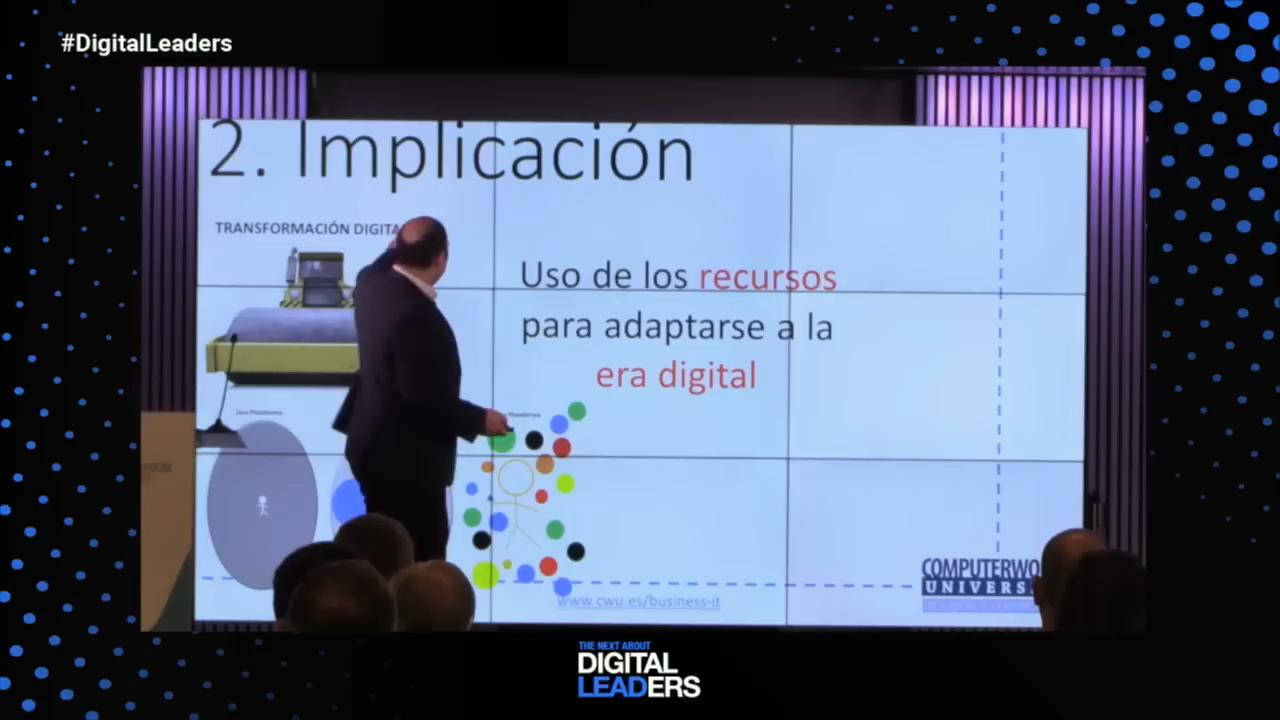 #DigitalLeaders
2. Implicación
TRANSFORMACIÓN DIGITA
Uso de los recursos
para adaptarse a la
era digital
Plataforma
www.cwu.es/business-it
COMPUTERWO
UNIVERS
THE NEXT ABOUT
DIGITAL
LEADERS